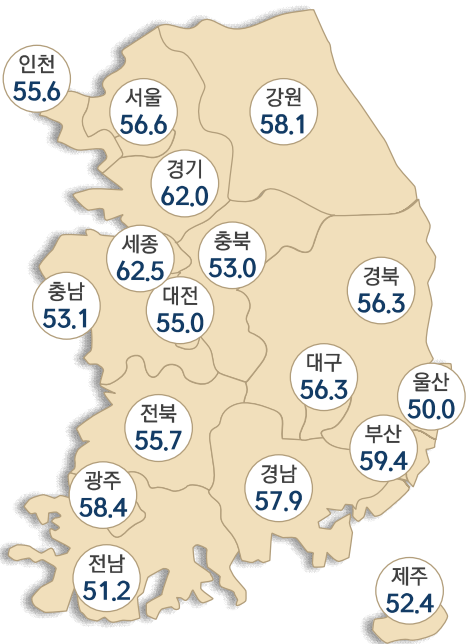 인천
55.6
서울
56.6
강원
58.1
경기
62.0
세종
62.5
충북
53.0
충남
53.1
대전
55.0
경북
56.3
대구
56.3
울산
50.0
전북
55.7
부산
59.4
광주
58.4
경남
57.9
전남
51.2
제주
52.4